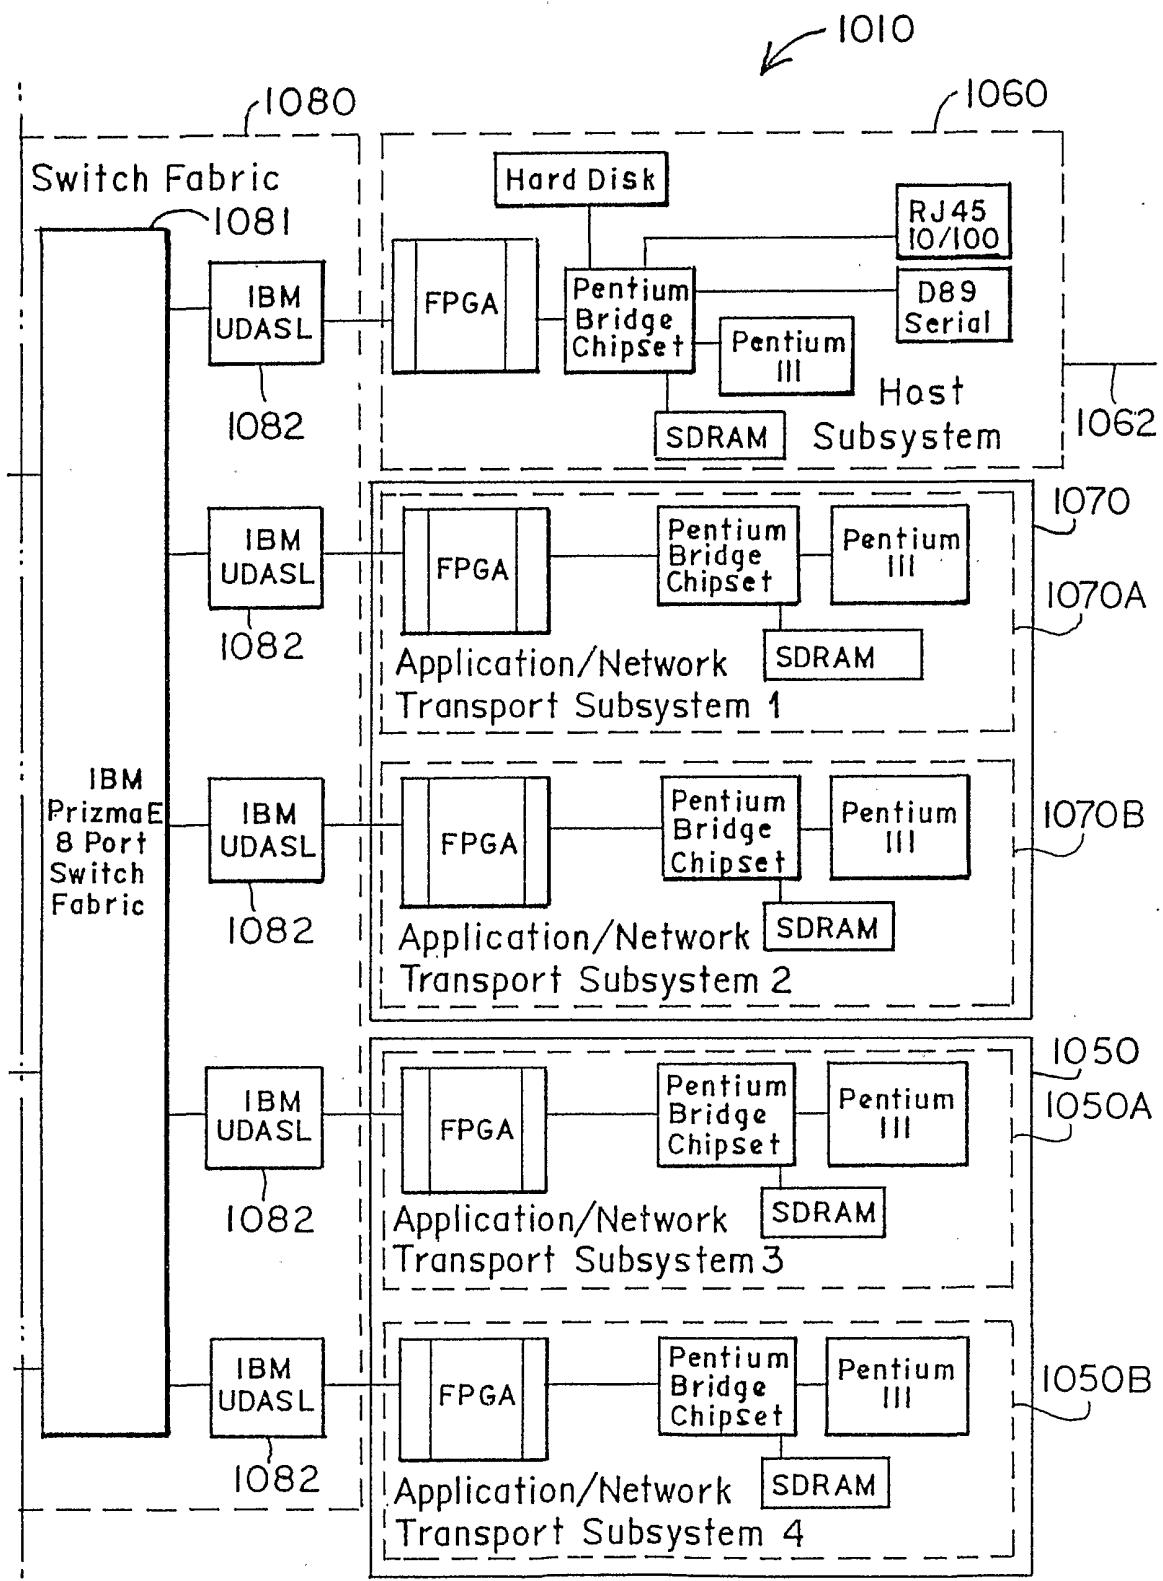 1010
1080
1060
Switch Fabric
1081
Hard Disk
RJ45
10/100
IBM
UDASL
FPGA
Pentium
Bridge
Chipset
D89
Serial
Pentium
III
1082
SDRAM
Host
Subsystem
1062
1070
IBM
UDASL
FPGA
Pentium
Bridge
Chipset
Pentium
III
1070A
1082
SDRAM
Application/Network
Transport Subsystem 1
IBM
PrizmaE
8 Port
Switch
Fabric
IBM
UDASL
FPGA
Pentium
Bridge
Chipset
Pentium
III
1070B
1082
SDRAM
Application/Network
Transport Subsystem 2
1050
IBM
UDASL
FPGA
Pentium
Bridge
Chipset
Pentium
III
1050A
1082
SDRAM
Application/Network
Transport Subsystem 3
IBM
UDASL
FPGA
Pentium
Bridge
Chipset
Pentium
III
1050B
1082
SDRAM
Application/Network
Transport Subsystem 4